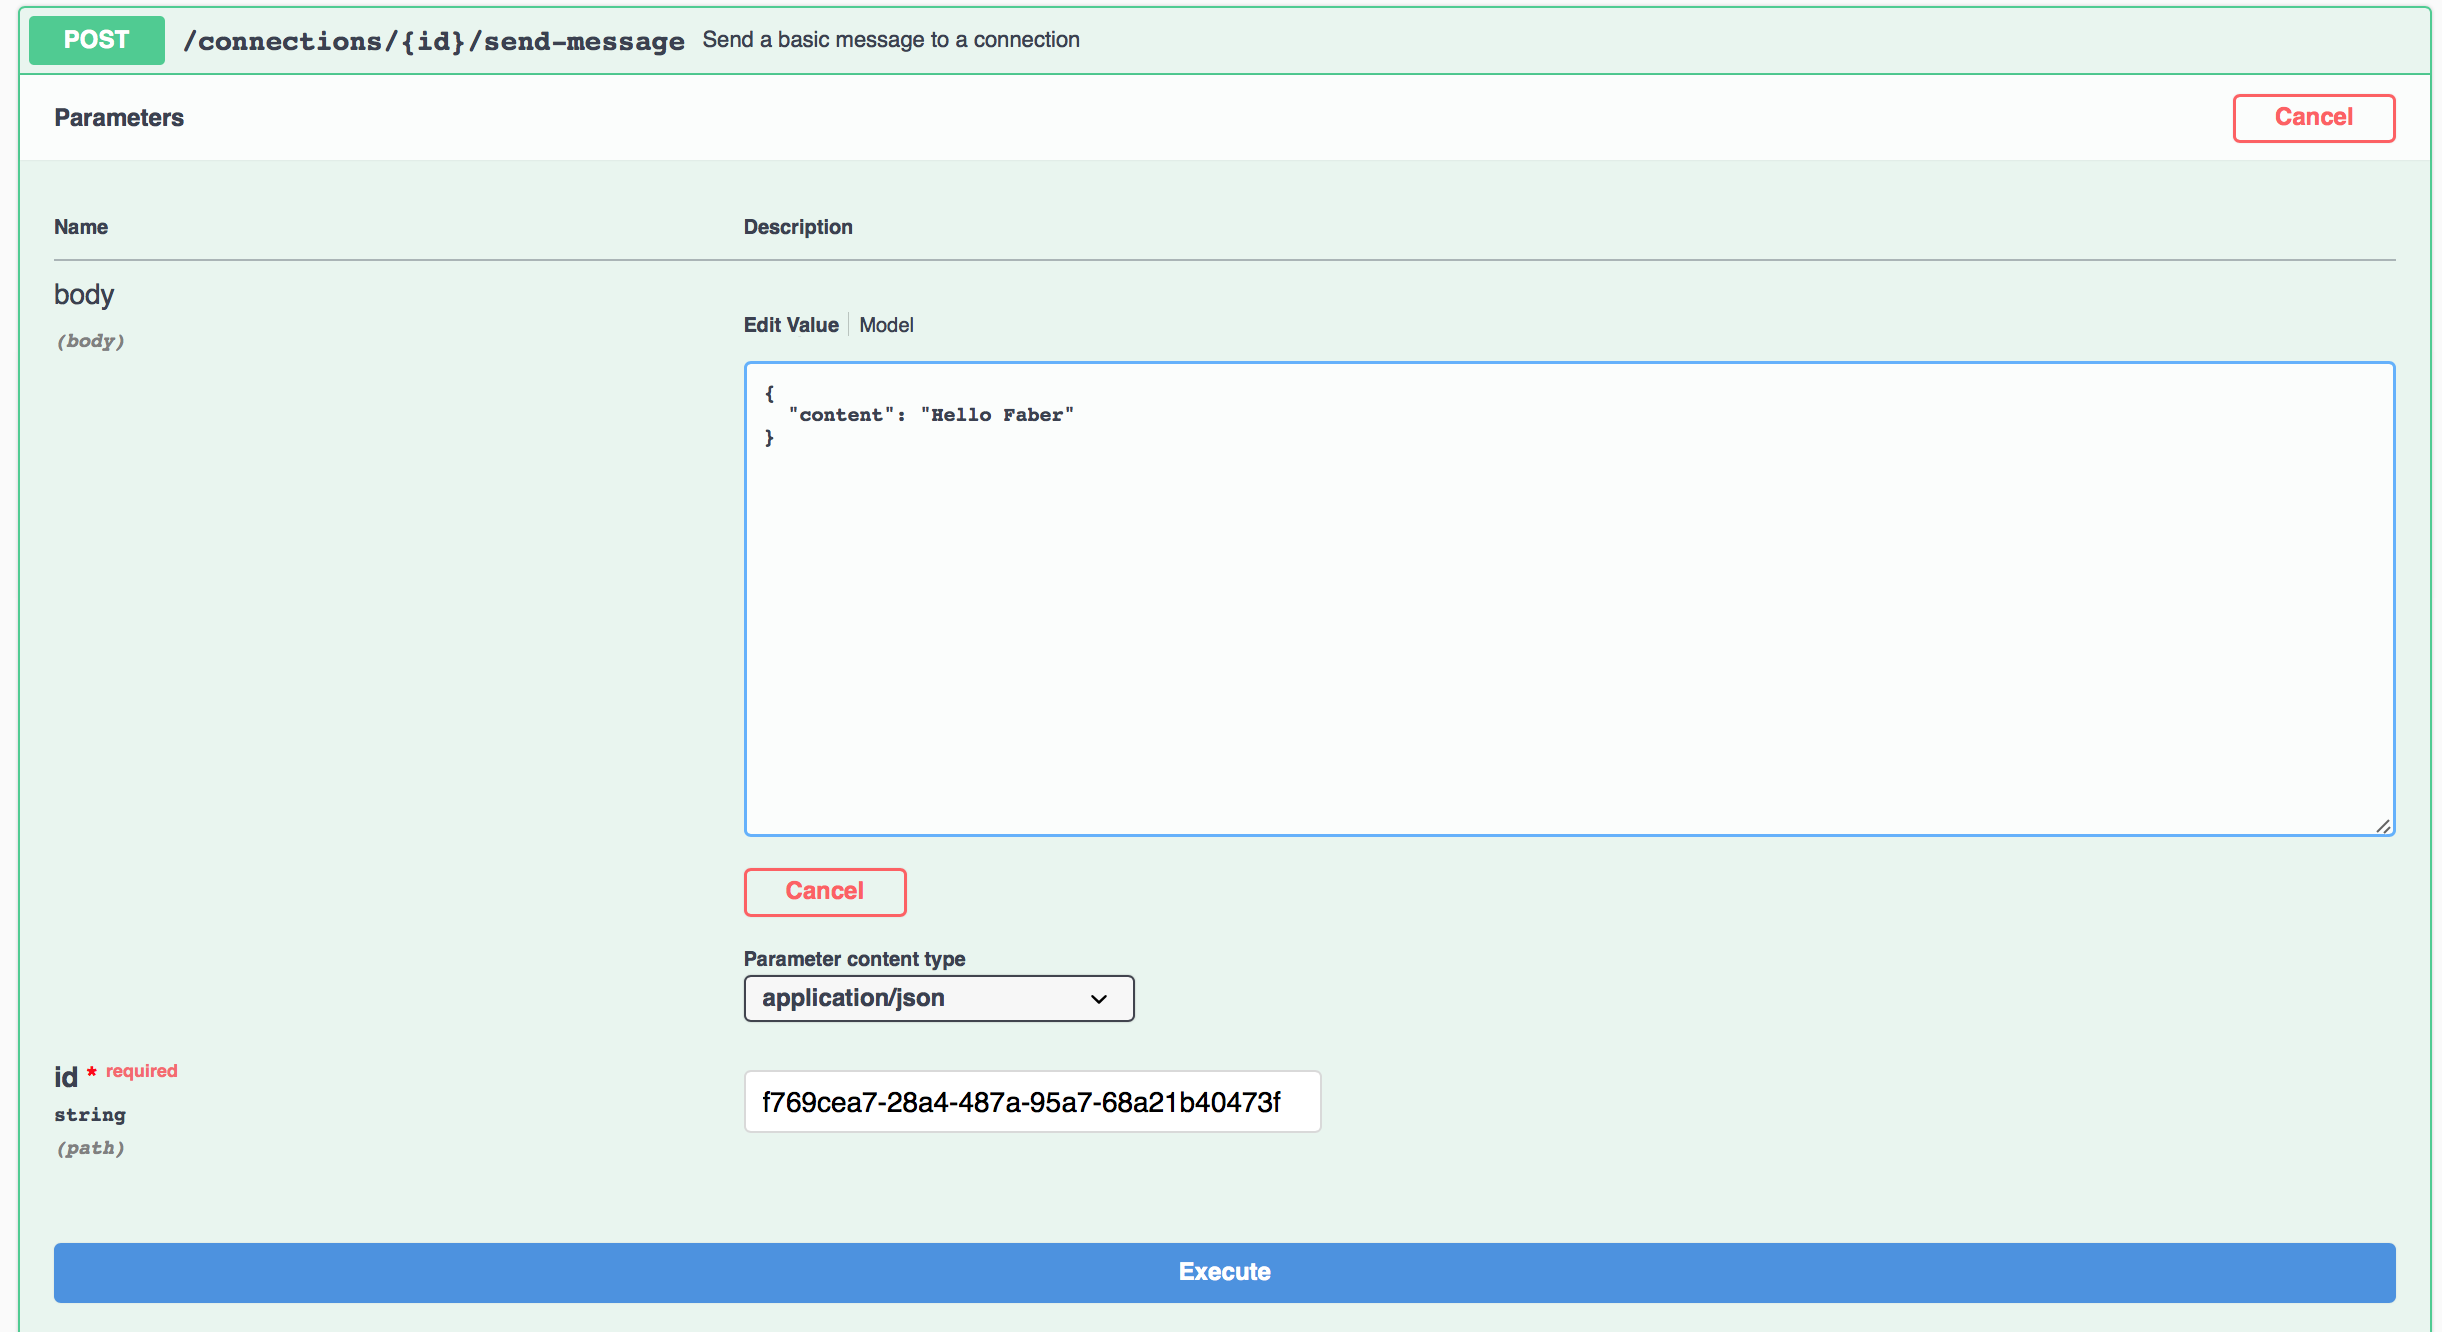 POST /connections/{id}/send-message Send a basic message to a connection
Parameters Cancel
Name Description
body
(body)
Edit Value Model
{
"content": "Hello Faber"
}
Cancel
Parameter content type
application/json
id * required
string
(path)
f769cea7-28a4-487a-95a7-68a21b40473f
Execute